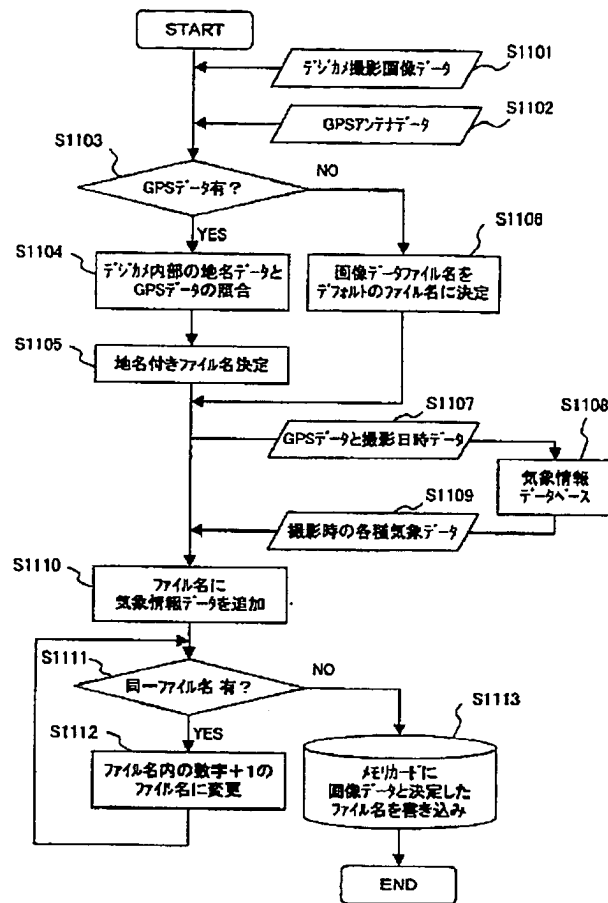 START
S1101
デジカメ撮影画像データ
S1102
GPSアンテナデータ
S1103
GPSデータ有？
NO
YES
S1104
デジカメ内部の地名データと
GPSデータの照合
S1106
画像データファイル名を
デフォルトのファイル名に決定
S1105
地名付きファイル名決定
S1107
GPSデータと撮影日時データ
S1108
気象情報
データベース
S1109
撮影時の各種気象データ
S1110
ファイル名に
気象情報データを追加
S1111
同一ファイル名 有？
NO
YES
S1112
ファイル名内の数字＋1の
ファイル名に変更
S1113
メモリカードに
画像データと決定した
ファイル名を書き込み
END